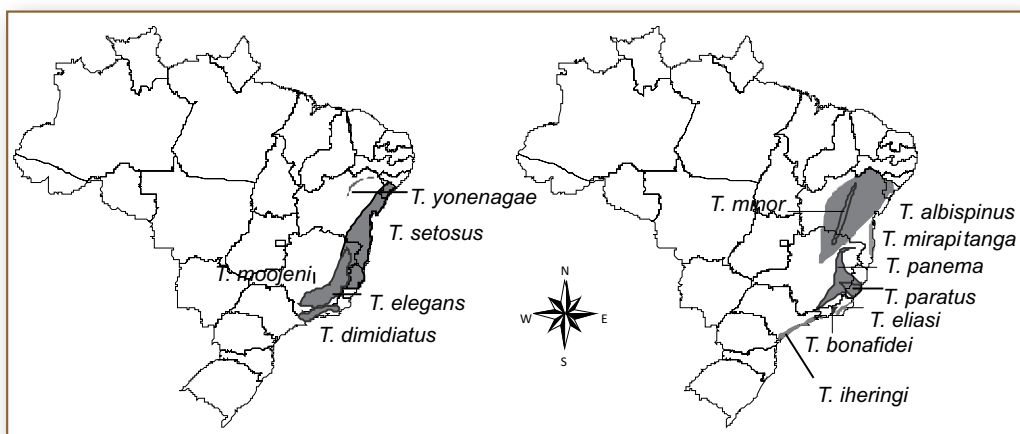 T. yonenagae
T. setosus
T. moojeni
T. elegans
T. dimidiatus
N
W
E
S
T. minor
T. albispinus
T. mirapitanga
T. panema
T. paratus
T. eliasi
T. bonafidei
T. iheringi